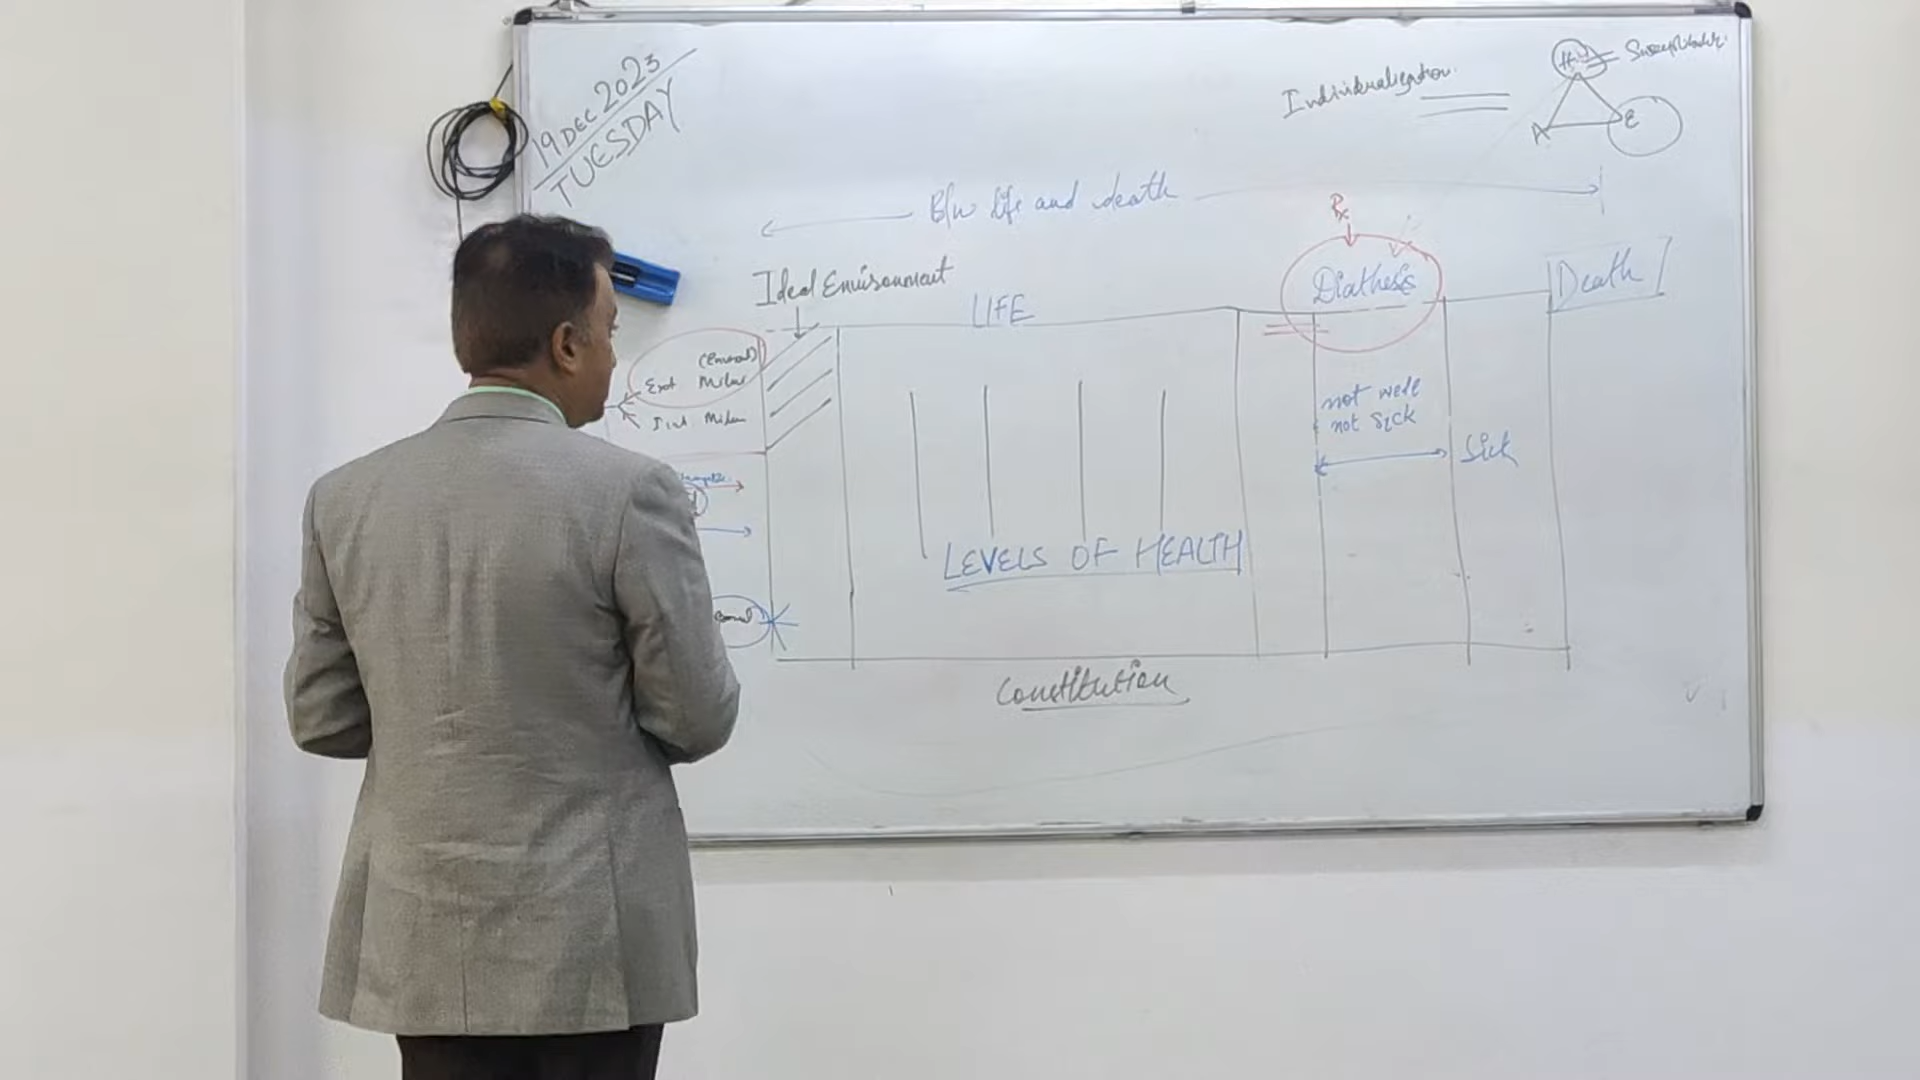 19 DEC 2023
TUESDAY
Individualization
A
E
B/w life and death
Rx
Ideal Environment
LIFE
Diathesis
Death
Ext Milieu
Int Milieu
not well
not sick
Sick
LEVELS OF HEALTH
Constitution